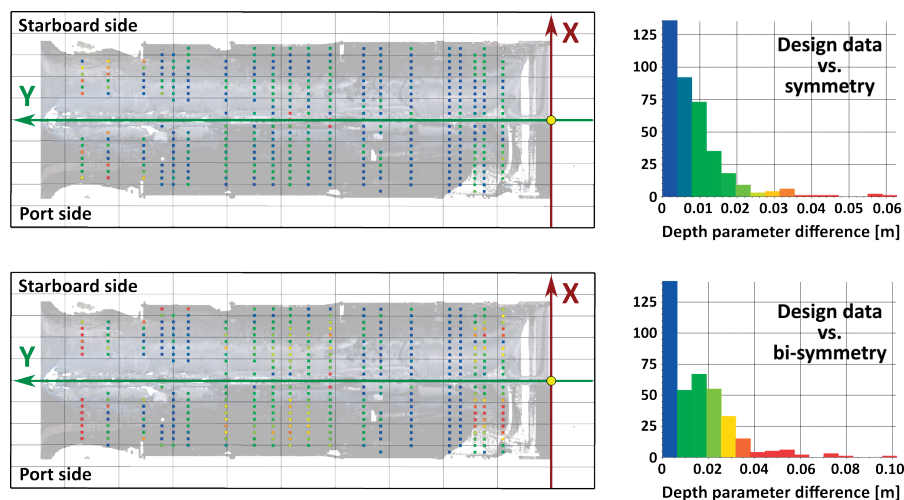 Starboard side
X
Y
Port side
Design data
vs.
symmetry
125
100
75
50
25
0
0 0.01 0.02 0.03 0.04 0.05 0.06
Depth parameter difference [m]
Starboard side
X
Y
Port side
Design data
vs.
bi-symmetry
125
100
75
50
25
0
0 0.02 0.04 0.06 0.08 0.10
Depth parameter difference [m]